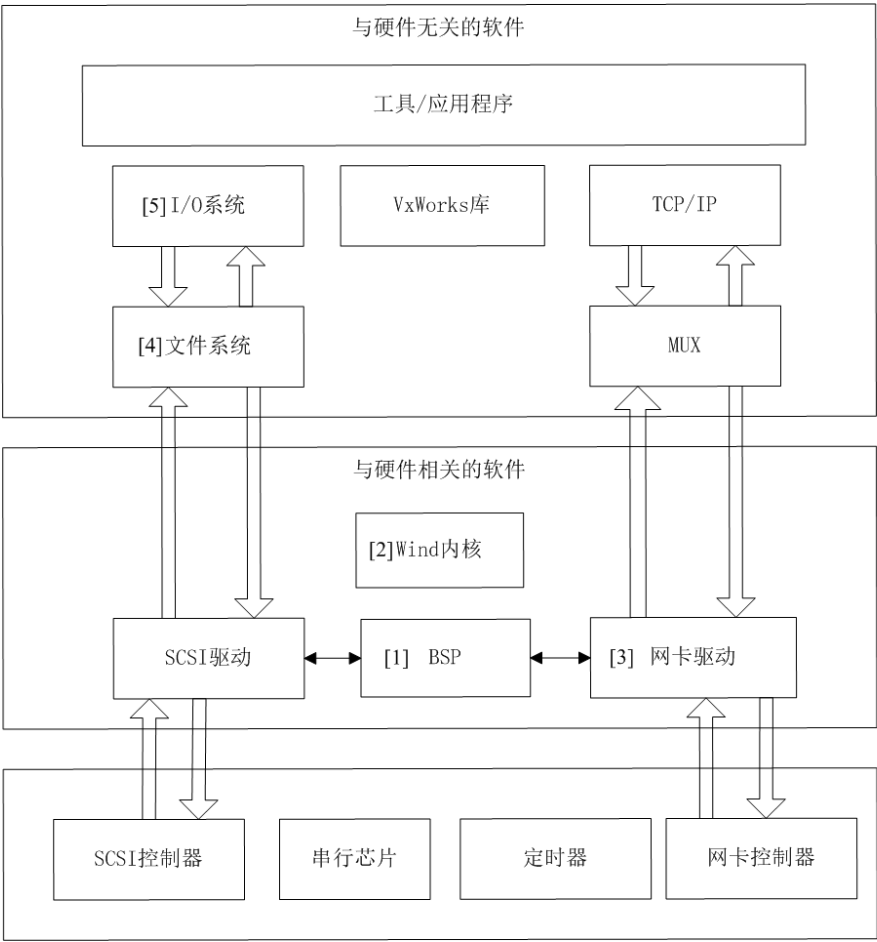 与硬件无关的软件
工具/应用程序
[5]I/O系统
VxWorks库
TCP/IP
[4]文件系统
MUX
与硬件相关的软件
[2]Wind内核
SCSI驱动
[1] BSP
[3] 网卡驱动
SCSI控制器
串行芯片
定时器
网卡控制器